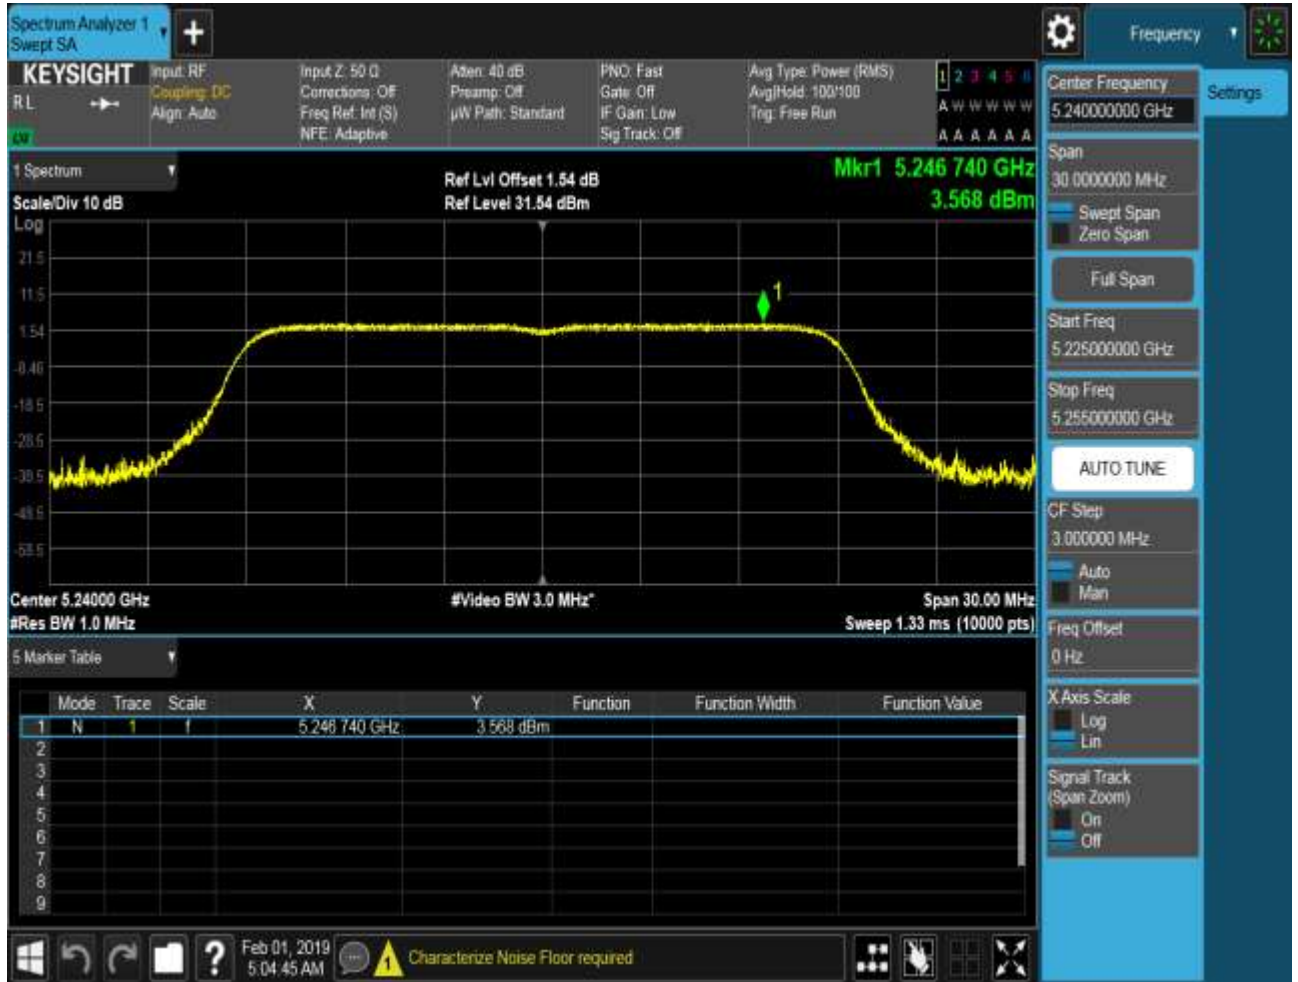 Spectrum Analyzer 1
Swept SA
Frequency
KEYSIGHT
Input: RF
Input Z: 50 Ω
Atten: 40 dB
PNO: Fast
Avg Type: Power (RMS)
1 2 3 4 5 6
R L
Coupling: DC
Corrections: Off
Preamp: Off
Gate: Off
Avg|Hold: 100/100
A W W W W W
Align: Auto
Freq Ref: Int (S)
µW Path: Standard
IF Gain: Low
Trig: Free Run
NFE: Adaptive
Sig Track: Off
A A A A A A
Center Frequency
5.240000000 GHz
Settings
Span
30.0000000 MHz
Swept Span
Zero Span
Full Span
Start Freq
5.225000000 GHz
Stop Freq
5.255000000 GHz
AUTO TUNE
CF Step
3.000000 MHz
Auto
Man
Freq Offset
0 Hz
X Axis Scale
Log
Lin
Signal Track
(Span Zoom)
On
Off
1 Spectrum
Ref Lvl Offset 1.54 dB
Mkr1 5.246 740 GHz
Scale/Div 10 dB
Ref Level 31.54 dBm
3.568 dBm
Log
21.5
11.5
1
1.54
-8.46
-18.5
-28.5
-38.5
-48.5
-58.5
Center 5.24000 GHz
#Video BW 3.0 MHz*
Span 30.00 MHz
#Res BW 1.0 MHz
Sweep 1.33 ms (10000 pts)
5 Marker Table
Mode Trace Scale X Y Function Function Width Function Value
1 N 1 f 5.246 740 GHz 3.568 dBm
2
3
4
5
6
7
8
9
?
Feb 01, 2019
5:04:45 AM
1
Characterize Noise Floor required